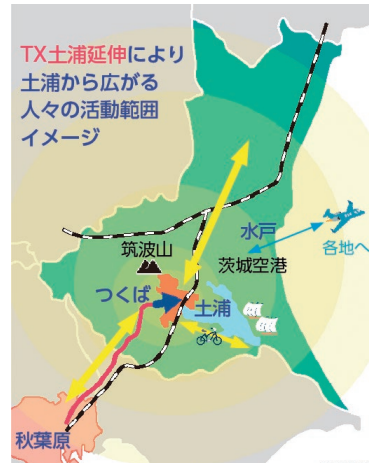 TX土浦延伸により
土浦から広がる
人々の活動範囲
イメージ
水戸
各地へ
筑波山
茨城空港
つくば
土浦
秋葉原